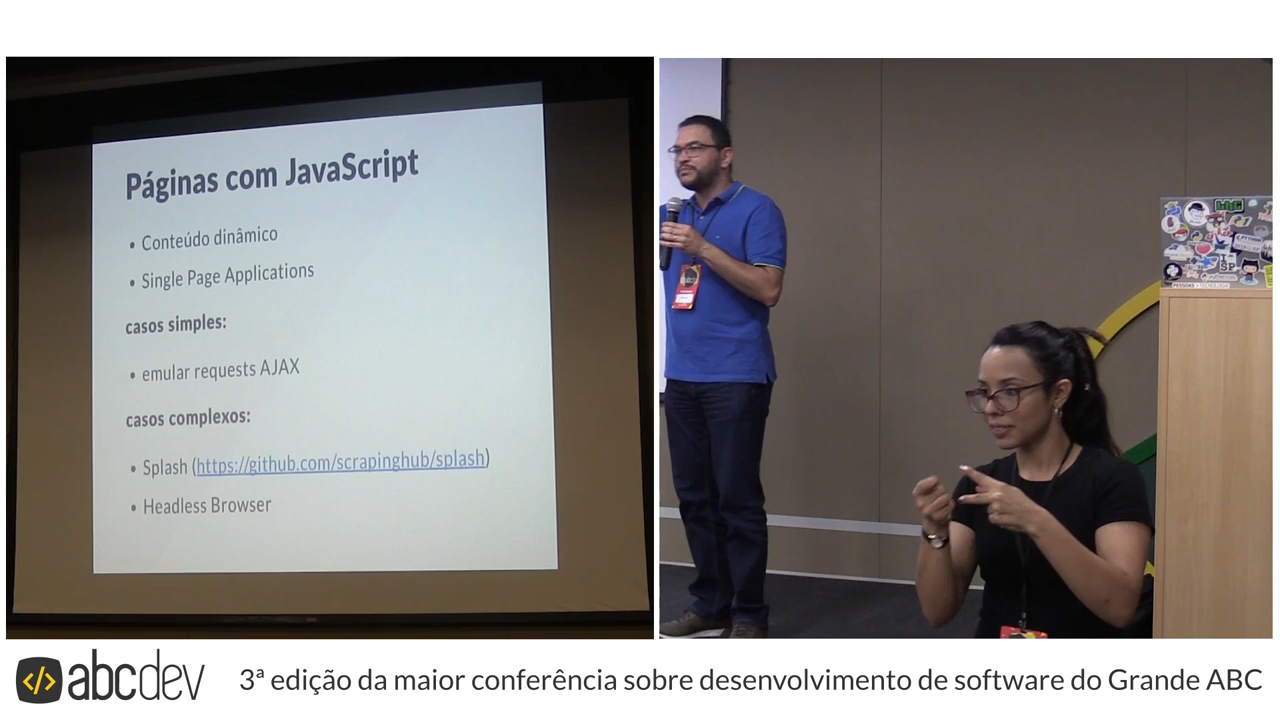 Páginas com JavaScript
• Conteúdo dinâmico
• Single Page Applications
casos simples:
• emular requests AJAX
casos complexos:
• Splash (https://github.com/scrapinghub/splash)
• Headless Browser
</> abcdev
3ª edição da maior conferência sobre desenvolvimento de software do Grande ABC